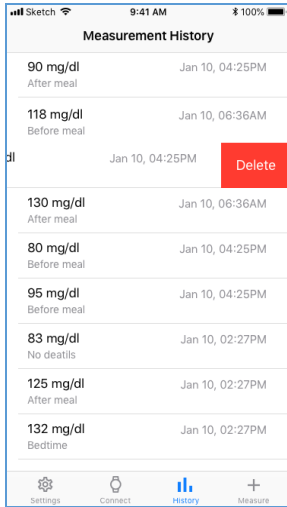 Sketch 9:41 AM 100%
Measurement History
90 mg/dl Jan 10, 04:25PM
After meal
118 mg/dl Jan 10, 06:36AM
Before meal
dl Jan 10, 04:25PM Delete
130 mg/dl Jan 10, 06:36AM
After meal
80 mg/dl Jan 10, 04:25PM
Before meal
95 mg/dl Jan 10, 04:25PM
Before meal
83 mg/dl Jan 10, 02:27PM
No deatils
125 mg/dl Jan 10, 02:27PM
After meal
132 mg/dl Jan 10, 02:27PM
Bedtime
Settings Connect History Measure